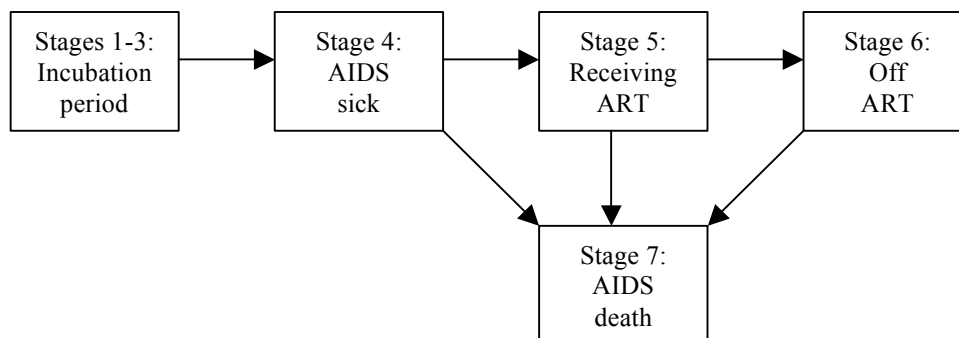 Stages 1-3:
Incubation
period
Stage 4:
AIDS
sick
Stage 5:
Receiving
ART
Stage 6:
Off
ART
Stage 7:
AIDS
death